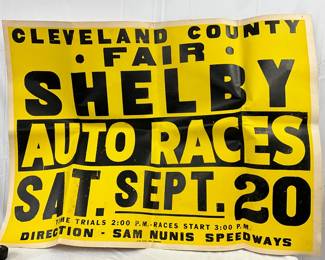 CLEVELAND COUNTY
· FAIR ·
SHELBY
AUTO RACES
SAT. SEPT. 20
TIME TRIALS 2:00 P.M.-RACES START 3:00 P.M.
DIRECTION - SAM NUNIS SPEEDWAYS